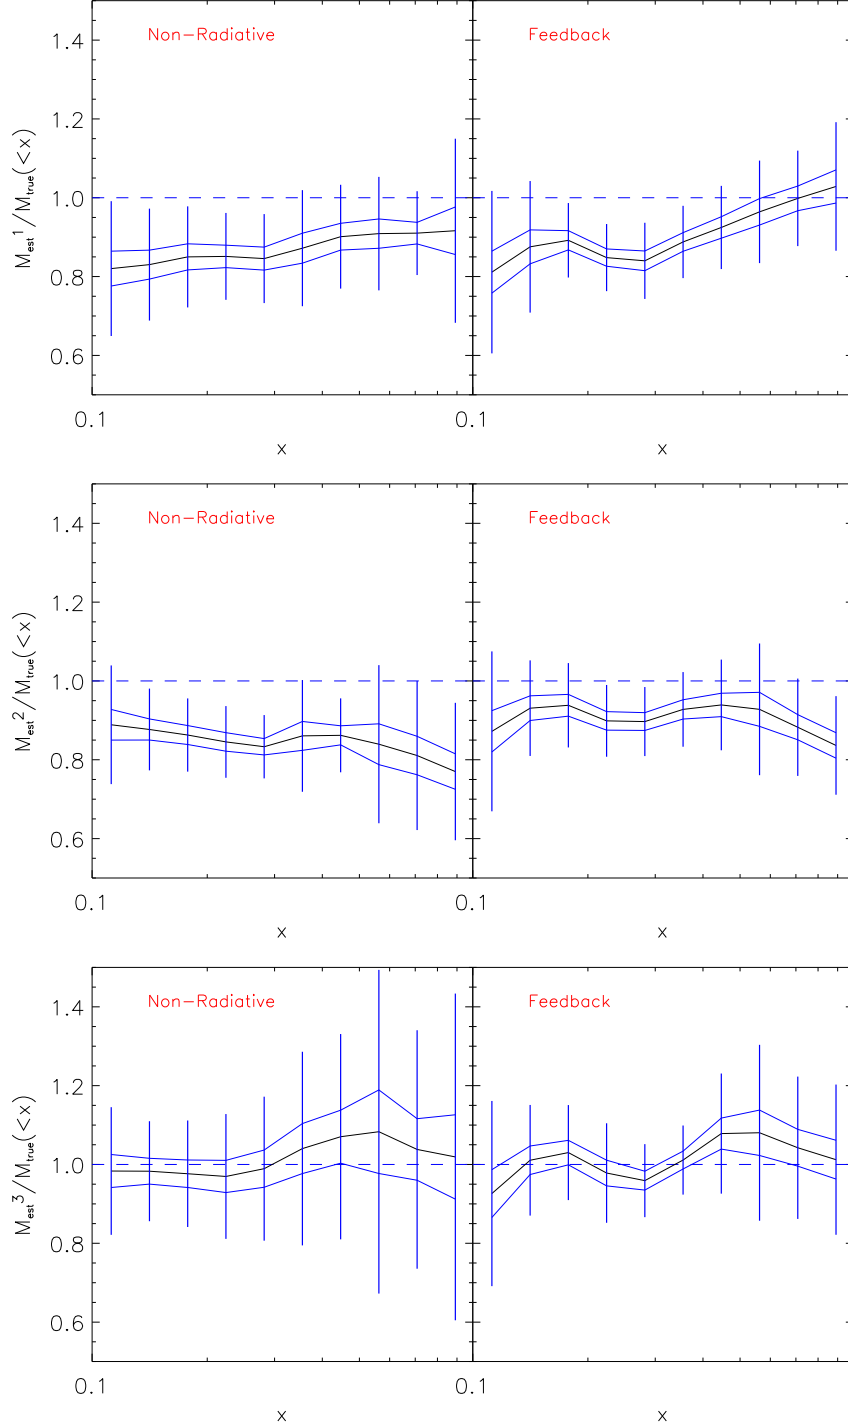 Non-Radiative Feedback
1.4
1.2
1.0
0.8
0.6
M_est^1/M_true(<x)
0.1 0.1
x x
Non-Radiative Feedback
1.4
1.2
1.0
0.8
0.6
M_est^2/M_true(<x)
0.1 0.1
x x
Non-Radiative Feedback
1.4
1.2
1.0
0.8
0.6
M_est^3/M_true(<x)
0.1 0.1
x x